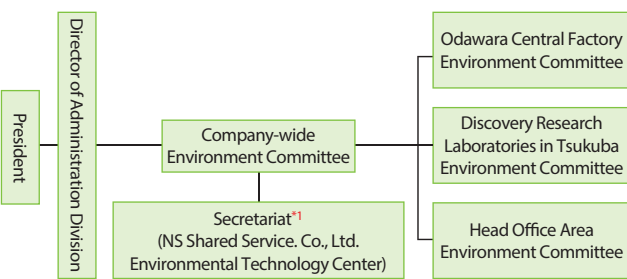 President
Director of Administration Division
Company-wide
Environment Committee
Secretariat*1
(NS Shared Service. Co., Ltd.
Environmental Technology Center)
Odawara Central Factory
Environment Committee
Discovery Research
Laboratories in Tsukuba
Environment Committee
Head Office Area
Environment Committee